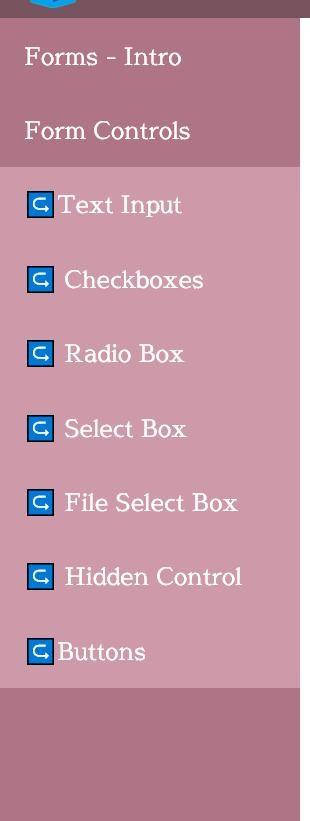 Forms - Intro
Form Controls
↪Text Input
↪ Checkboxes
↪ Radio Box
↪ Select Box
↪ File Select Box
↪ Hidden Control
↪Buttons